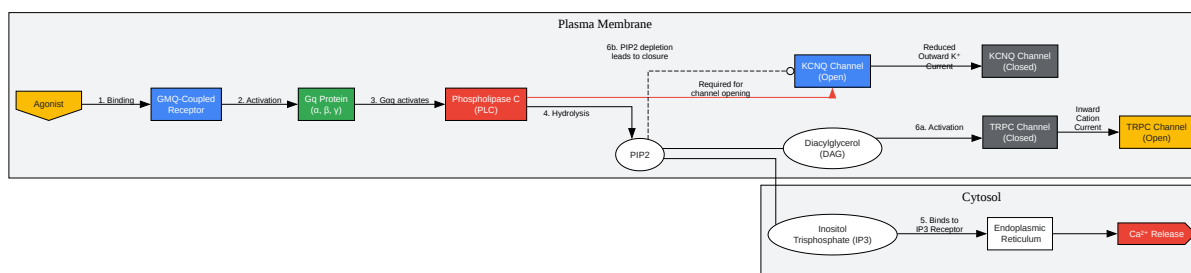 Plasma Membrane
6b. PIP2 depletion
leads to closure
KCNQ Channel
(Open)
Reduced
Outward K⁺
Current
KCNQ Channel
(Closed)
Agonist
1. Binding
GMQ-Coupled
Receptor
2. Activation
Gq Protein
(α, β, γ)
3. Gαq activates
Phospholipase C
(PLC)
Required for
channel opening
4. Hydrolysis
PIP2
Diacylglycerol
(DAG)
6a. Activation
TRPC Channel
(Closed)
Inward
Cation
Current
TRPC Channel
(Open)
Cytosol
Inositol
Trisphosphate (IP3)
5. Binds to
IP3 Receptor
Endoplasmic
Reticulum
Ca²⁺ Release